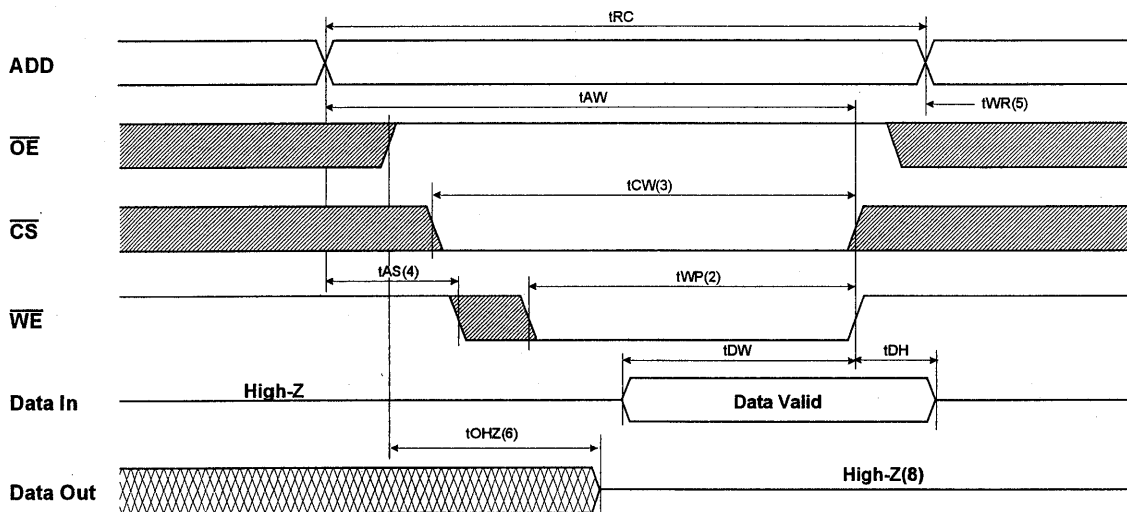 tRC
ADD
tAW
tWR(5)
OE
tCW(3)
CS
tAS(4)
tWP(2)
WE
tDW
tDH
High-Z
Data In
Data Valid
tOHZ(6)
High-Z(8)
Data Out